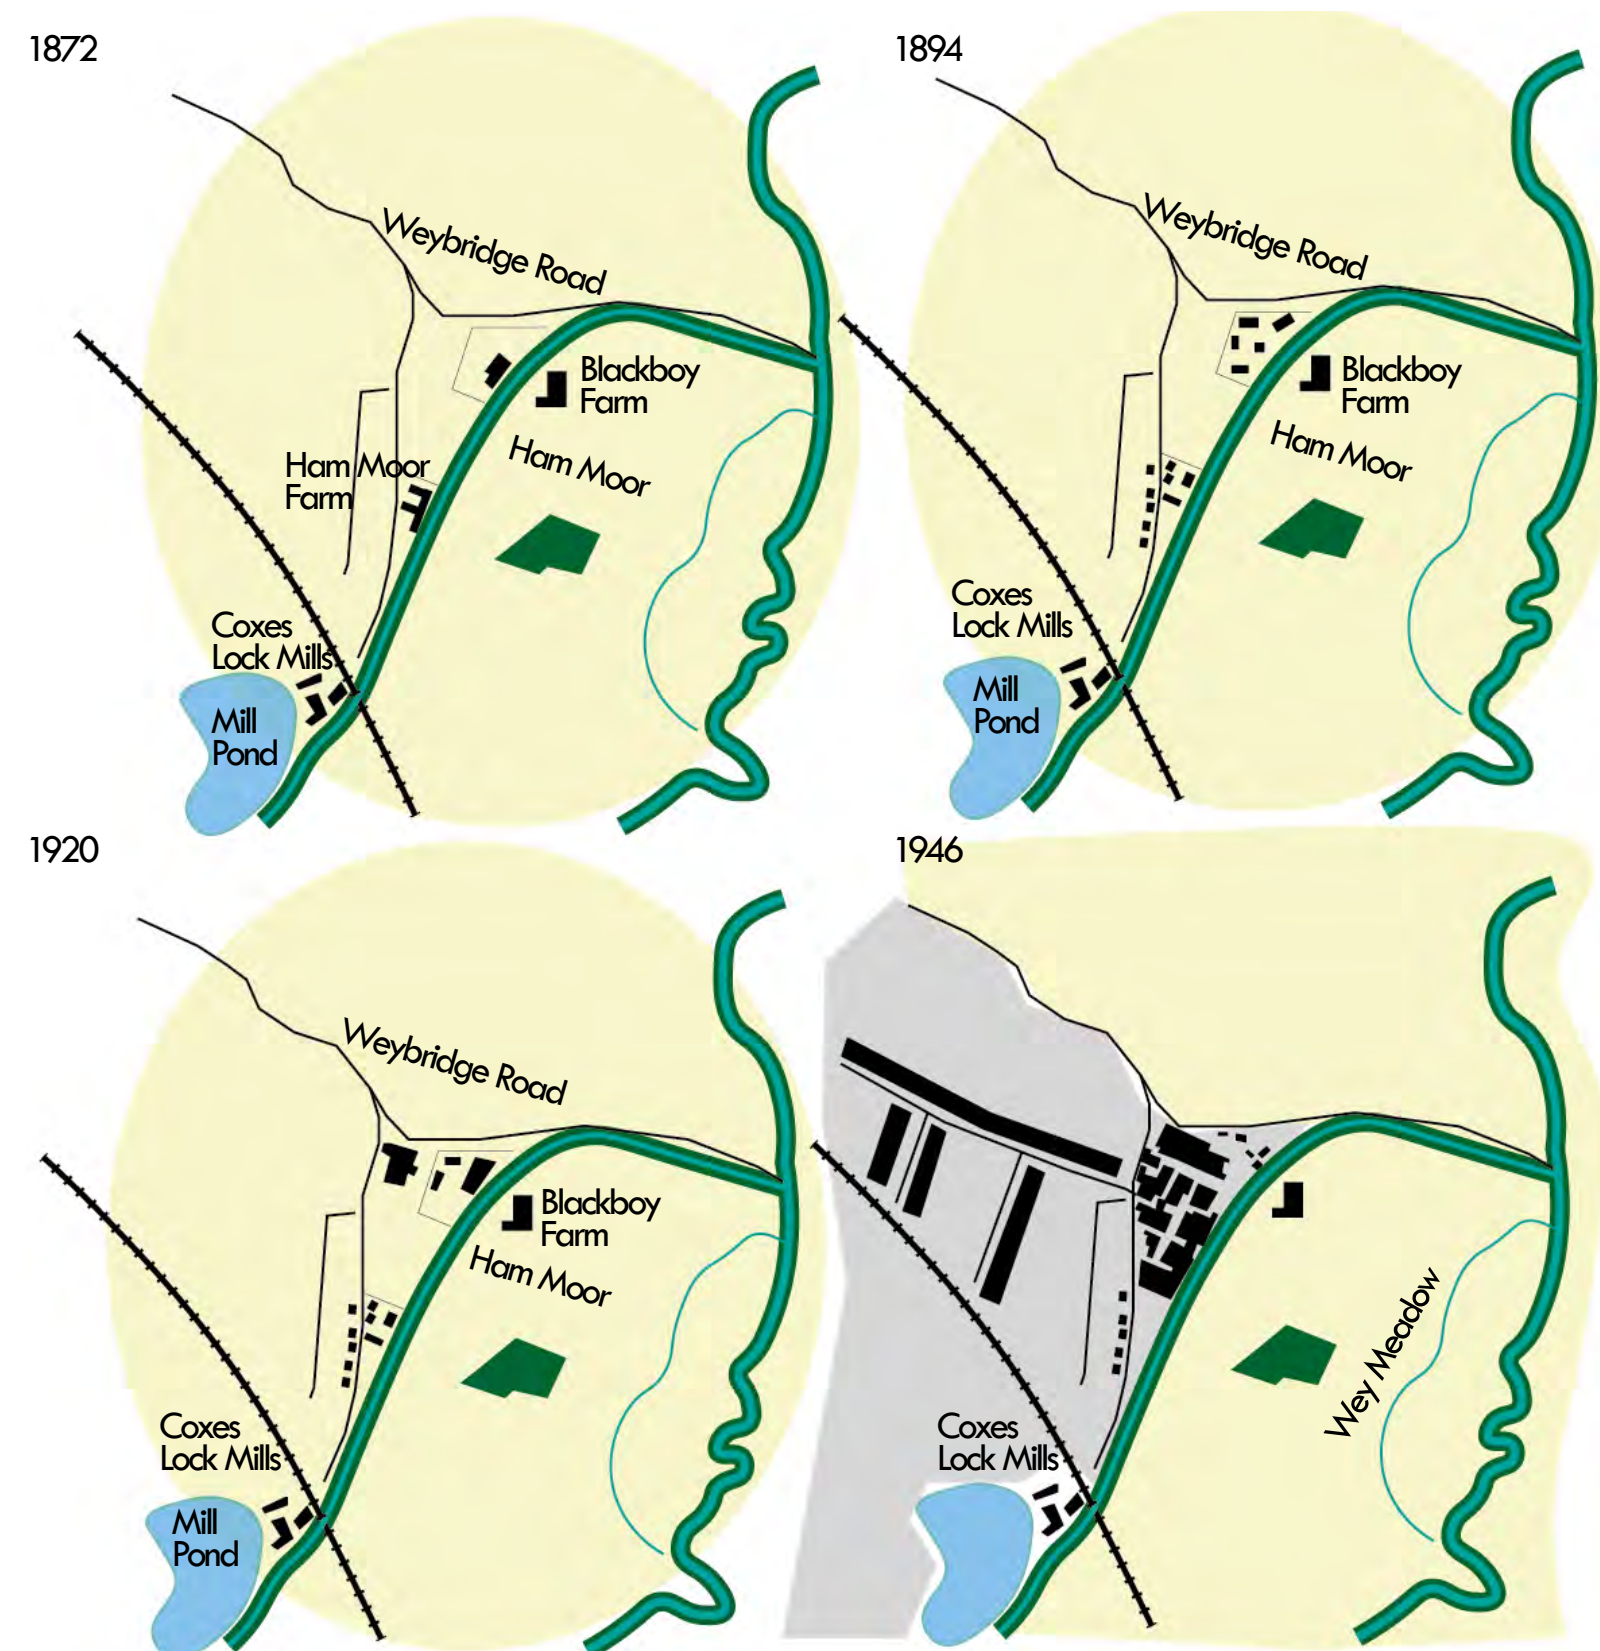 1872
Weybridge Road
Blackboy
Farm
Ham Moor
Ham Moor
Farm
Coxes
Lock Mills
Mill
Pond
1894
Weybridge Road
Blackboy
Farm
Ham Moor
Coxes
Lock Mills
Mill
Pond
1920
Weybridge Road
Blackboy
Farm
Ham Moor
Coxes
Lock Mills
Mill
Pond
1946
Wey Meadow
Coxes
Lock Mills